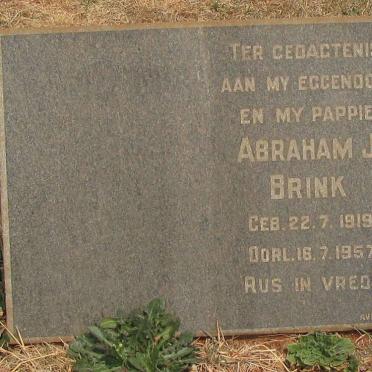 TER GEDAGTENIS
AAN MY EGGENOO
EN MY PAPPIE
ABRAHAM J
BRINK
GEB. 22.7.1919
OORL. 16.7.1957
RUS IN VREDE